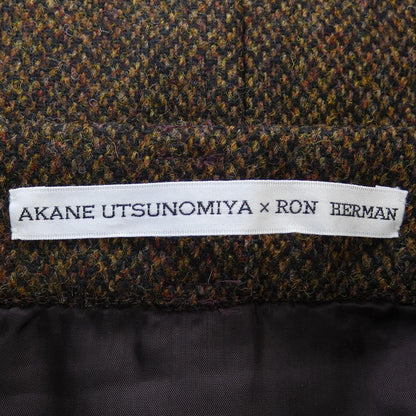 AKANE UTSUNOMIYA × RON HERMAN